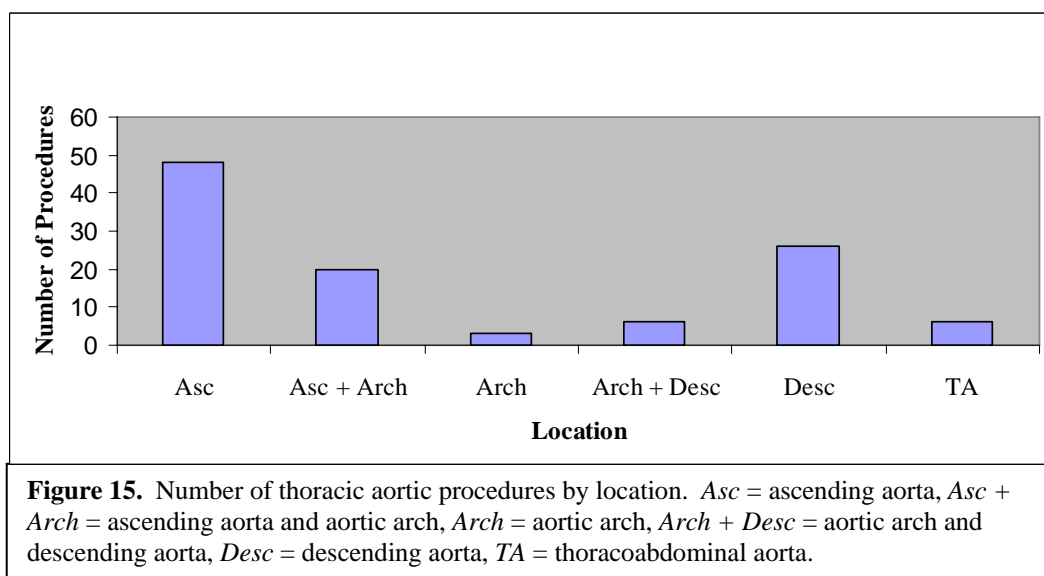 Number of Procedures
60
50
40
30
20
10
0
Asc Asc + Arch Arch Arch + Desc Desc TA
Location
Figure 15. Number of thoracic aortic procedures by location. Asc = ascending aorta, Asc +
Arch = ascending aorta and aortic arch, Arch = aortic arch, Arch + Desc = aortic arch and
descending aorta, Desc = descending aorta, TA = thoracoabdominal aorta.